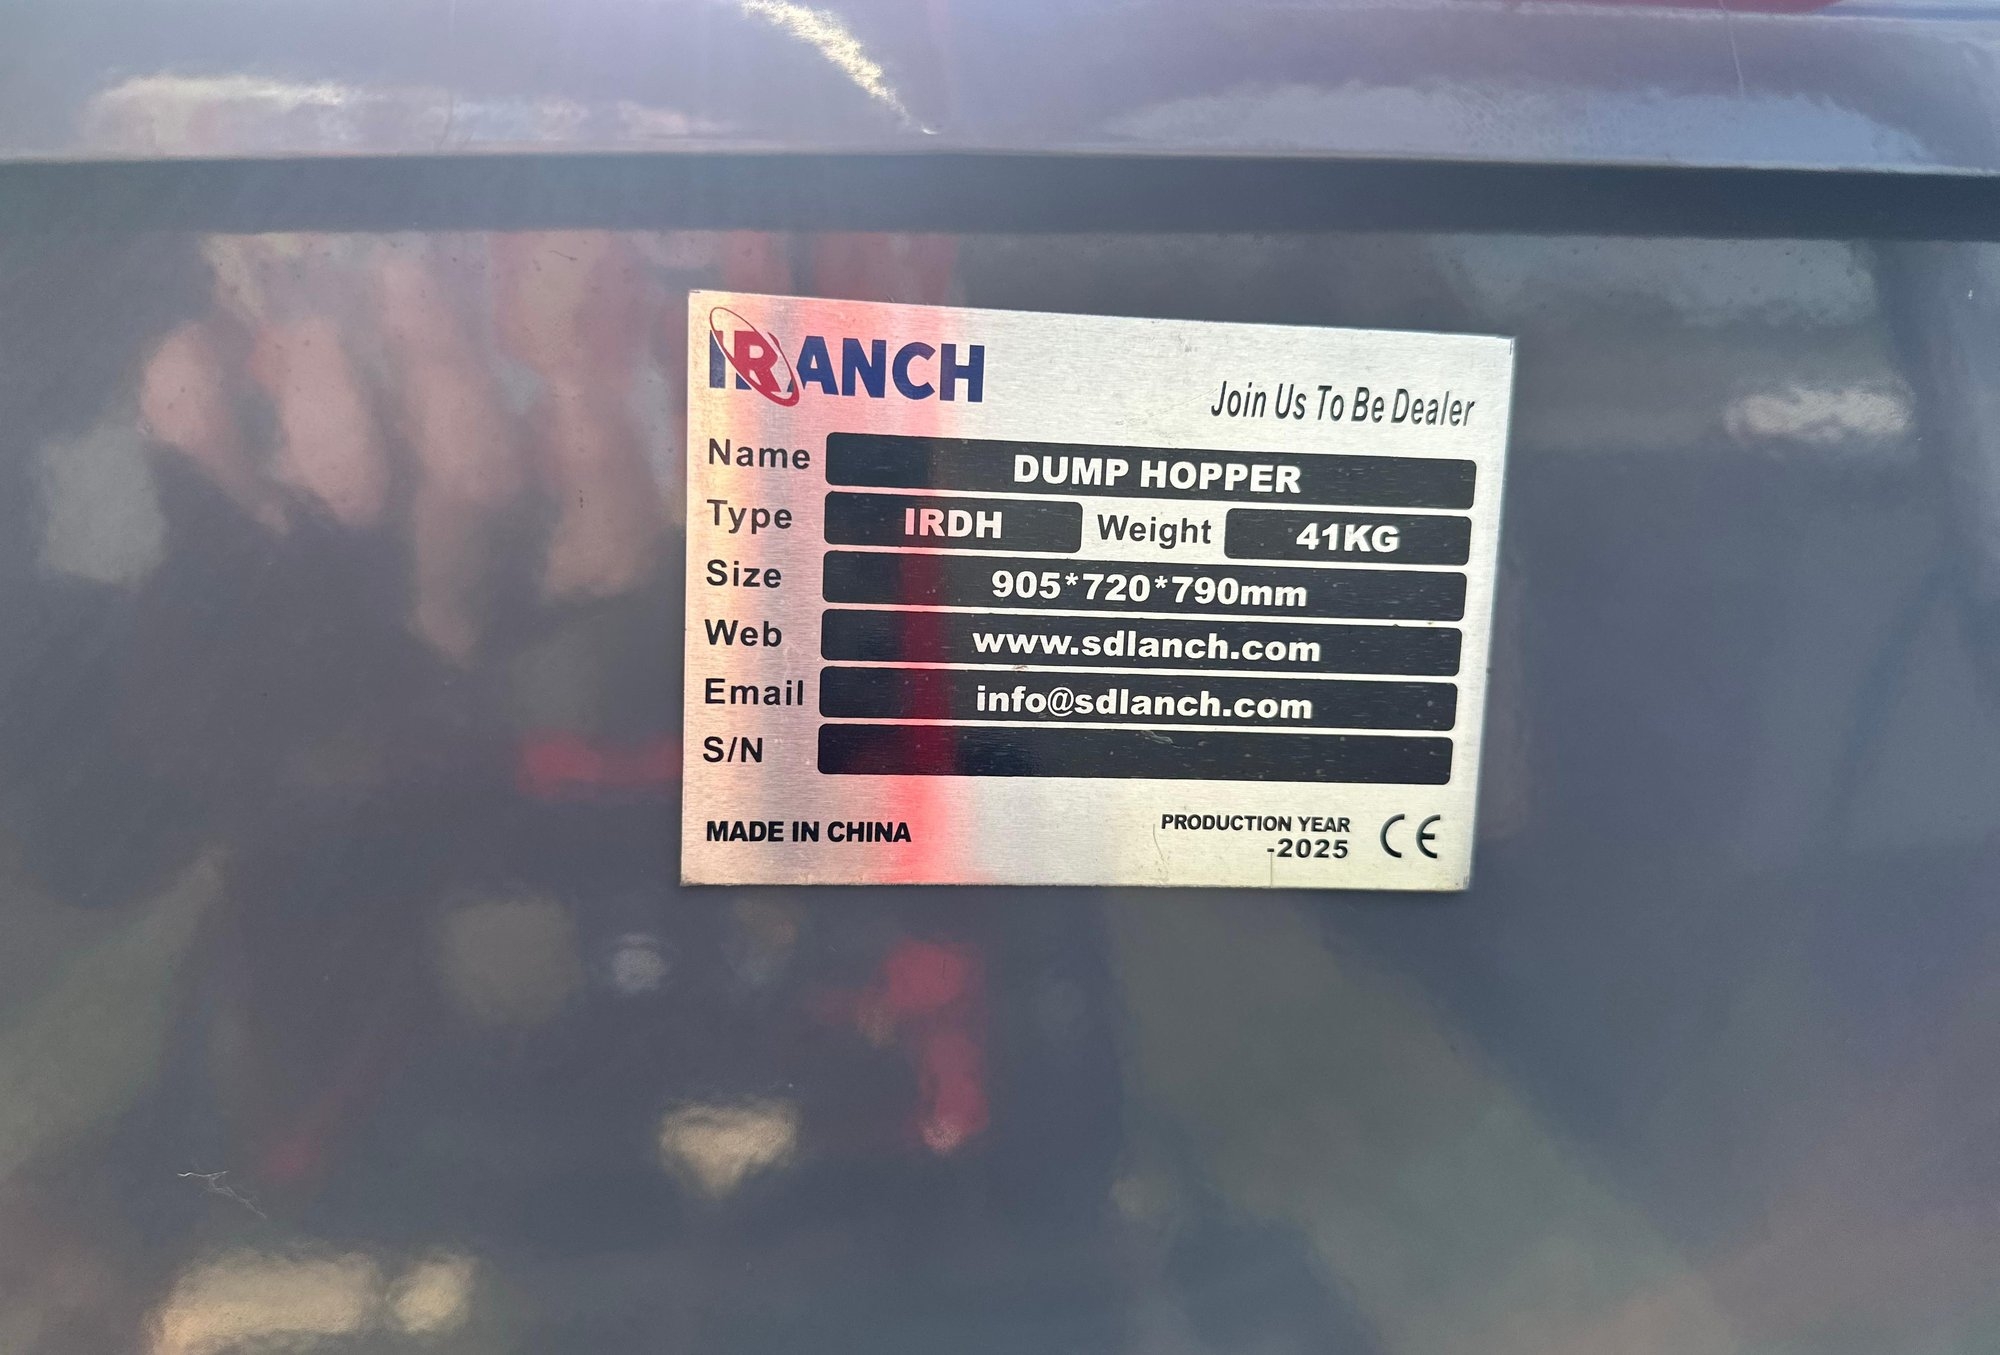 IRANCH
Join Us To Be Dealer
Name DUMP HOPPER
Type IRDH Weight 41KG
Size 905*720*790mm
Web www.sdlanch.com
Email info@sdlanch.com
S/N
MADE IN CHINA
PRODUCTION YEAR
-2025
CE